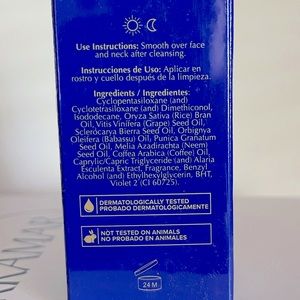 Use Instructions: Smooth over face
and neck after cleansing.
Instrucciones de Uso: Aplicar en
rostro y cuello después de la limpieza.
Ingredients / Ingredientes:
Cyclopentasiloxane (and)
Cyclotetrasiloxane (and) Dimethiconol,
Isododecane, Oryza Sativa (Rice) Bran
Oil, Vitis Vinifera (Grape) Seed Oil,
Sclerocarya Birrea Seed Oil, Orbignya
Oleifera (Babassu) Oil, Punica Granatum
Seed Oil, Melia Azadirachta (Neem)
Seed Oil, Coffea Arabica (Coffee) Oil,
Caprylic/Capric Triglyceride (and) Alaria
Esculenta Extract, Fragrance, Benzyl
Alcohol (and) Ethylhexylglycerin, BHT,
Violet 2 (CI 60725).
DERMATOLOGICALLY TESTED
PROBADO DERMATOLÓGICAMENTE
NOT TESTED ON ANIMALS
NO PROBADO EN ANIMALES
24 M